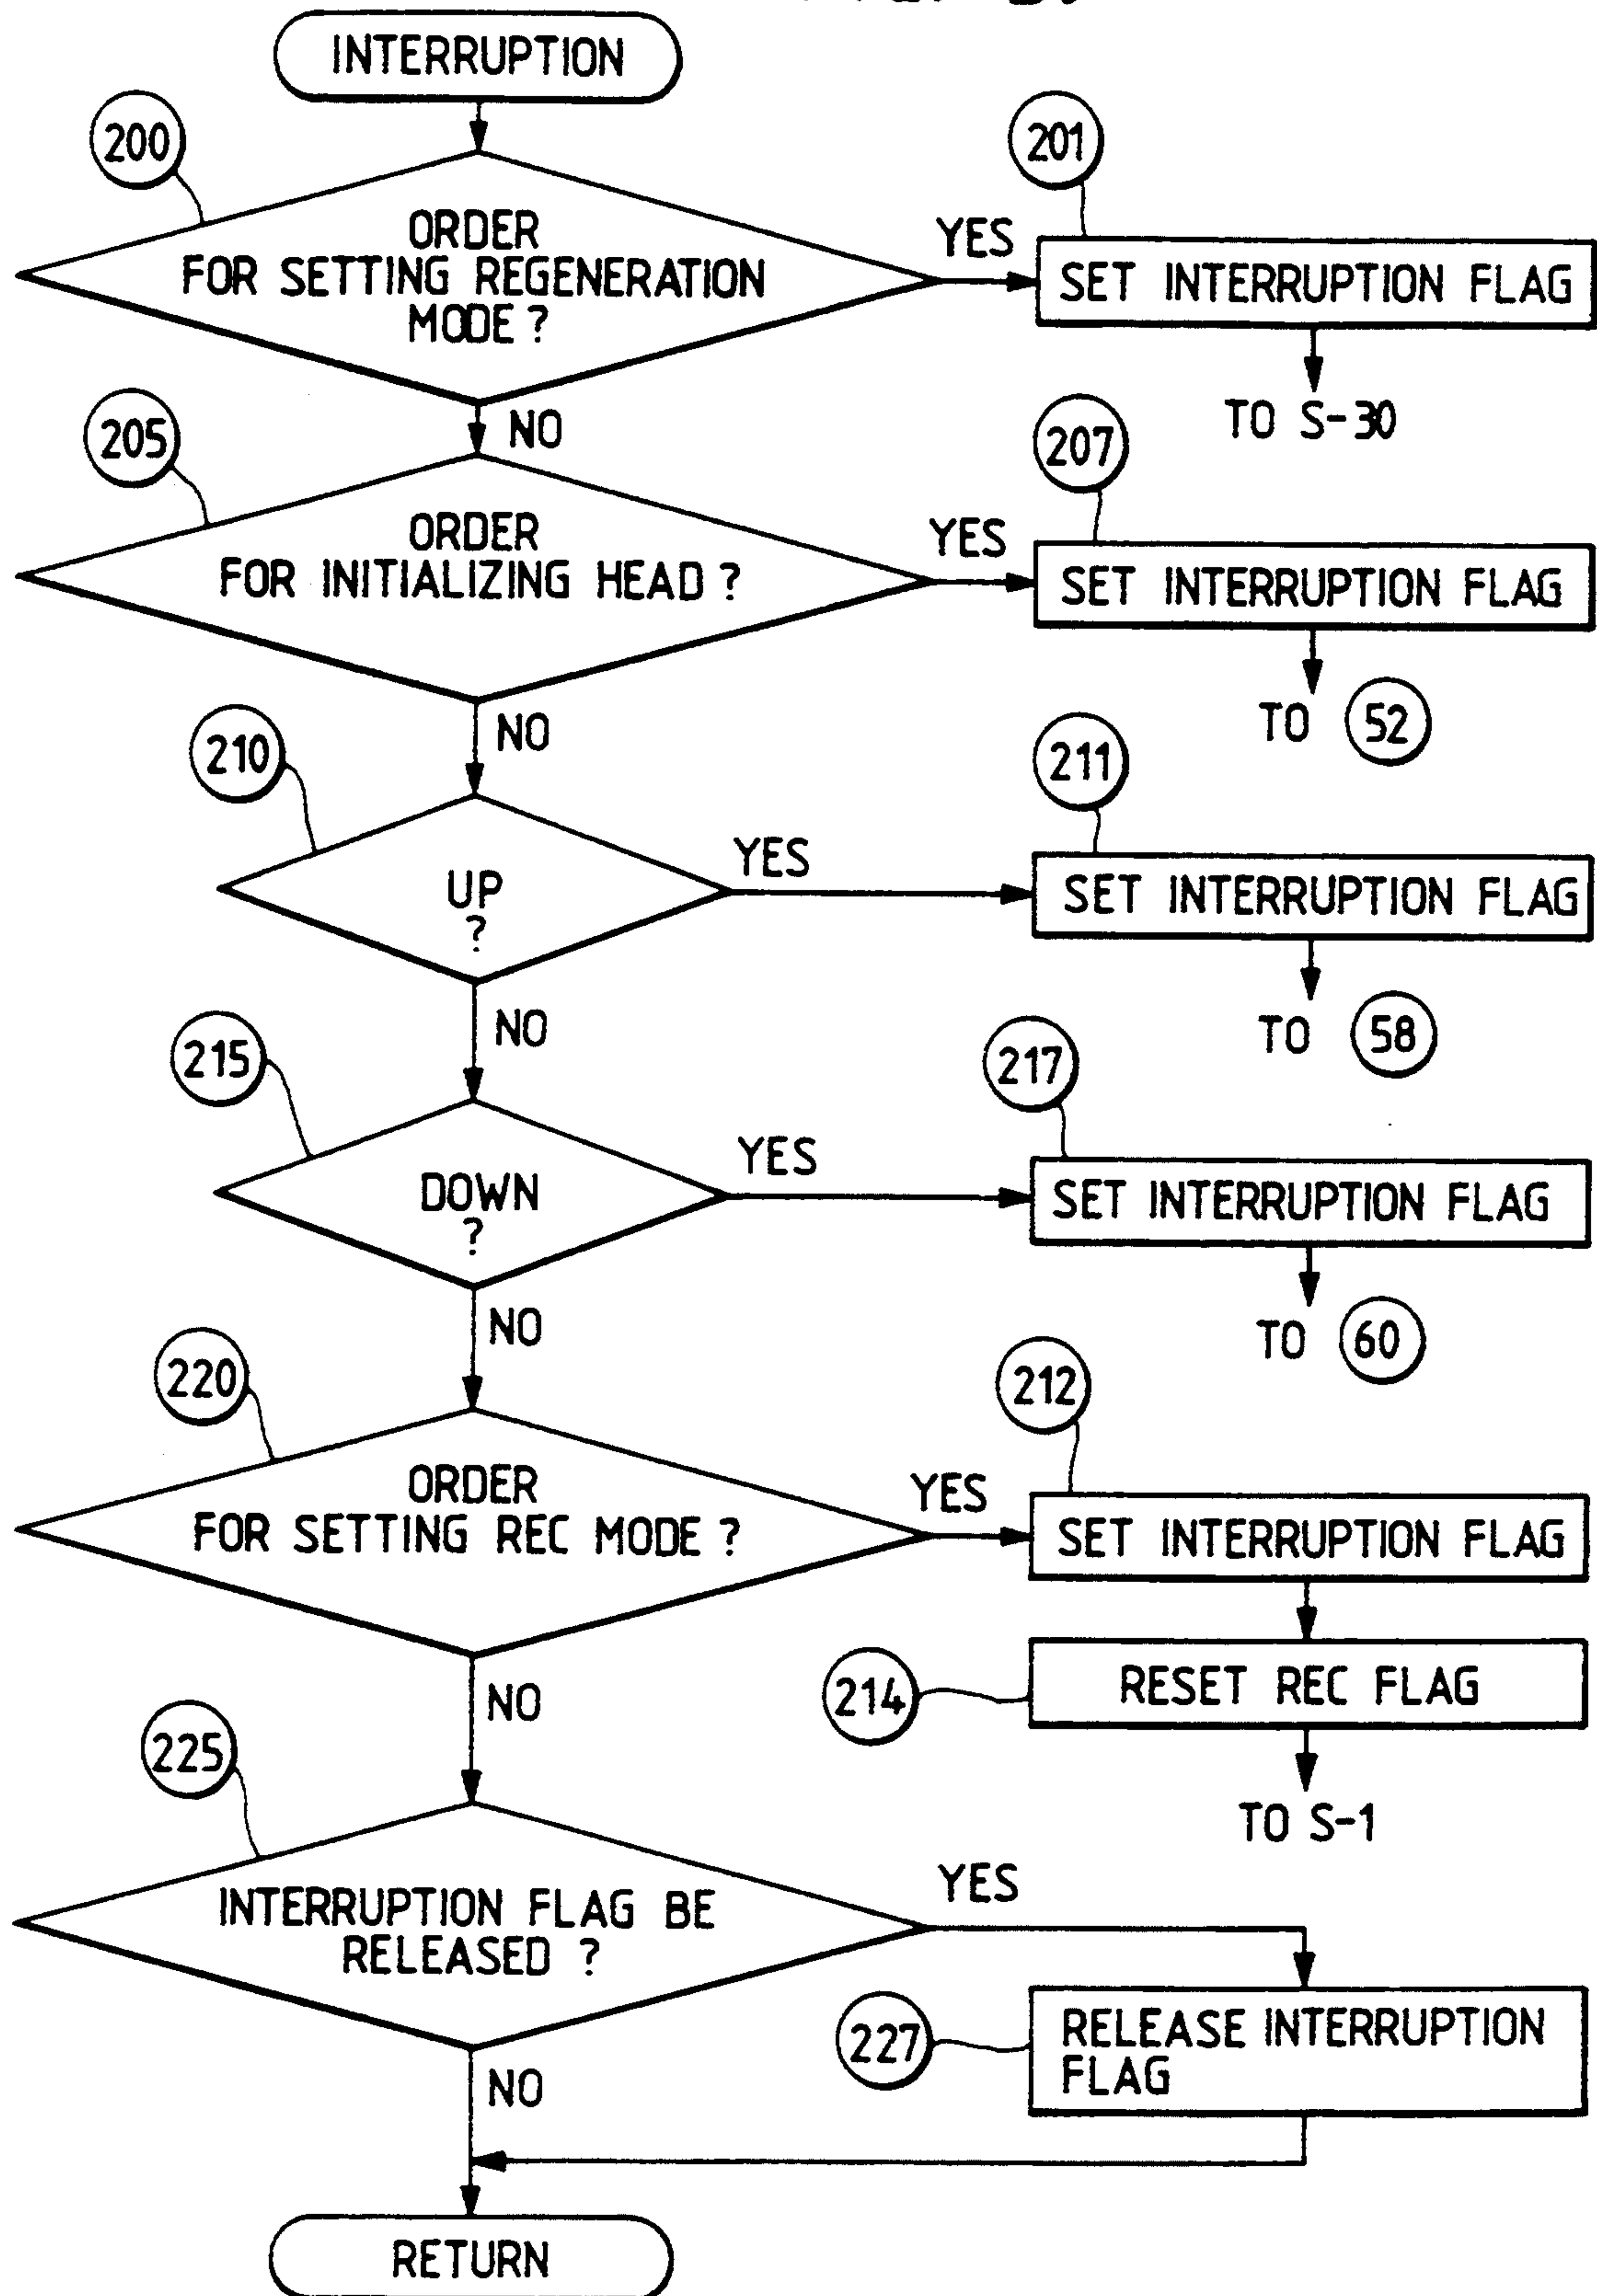 INTERRUPTION
200
ORDER
FOR SETTING REGENERATION
MODE ?
YES
201
SET INTERRUPTION FLAG
TO S-30
NO
205
ORDER
FOR INITIALIZING HEAD ?
YES
207
SET INTERRUPTION FLAG
TO 52
NO
210
UP
?
YES
211
SET INTERRUPTION FLAG
TO 58
NO
215
DOWN
?
YES
217
SET INTERRUPTION FLAG
TO 60
NO
220
ORDER
FOR SETTING REC MODE ?
YES
212
SET INTERRUPTION FLAG
214
RESET REC FLAG
TO S-1
NO
225
INTERRUPTION FLAG BE
RELEASED ?
YES
227
RELEASE INTERRUPTION
FLAG
NO
RETURN